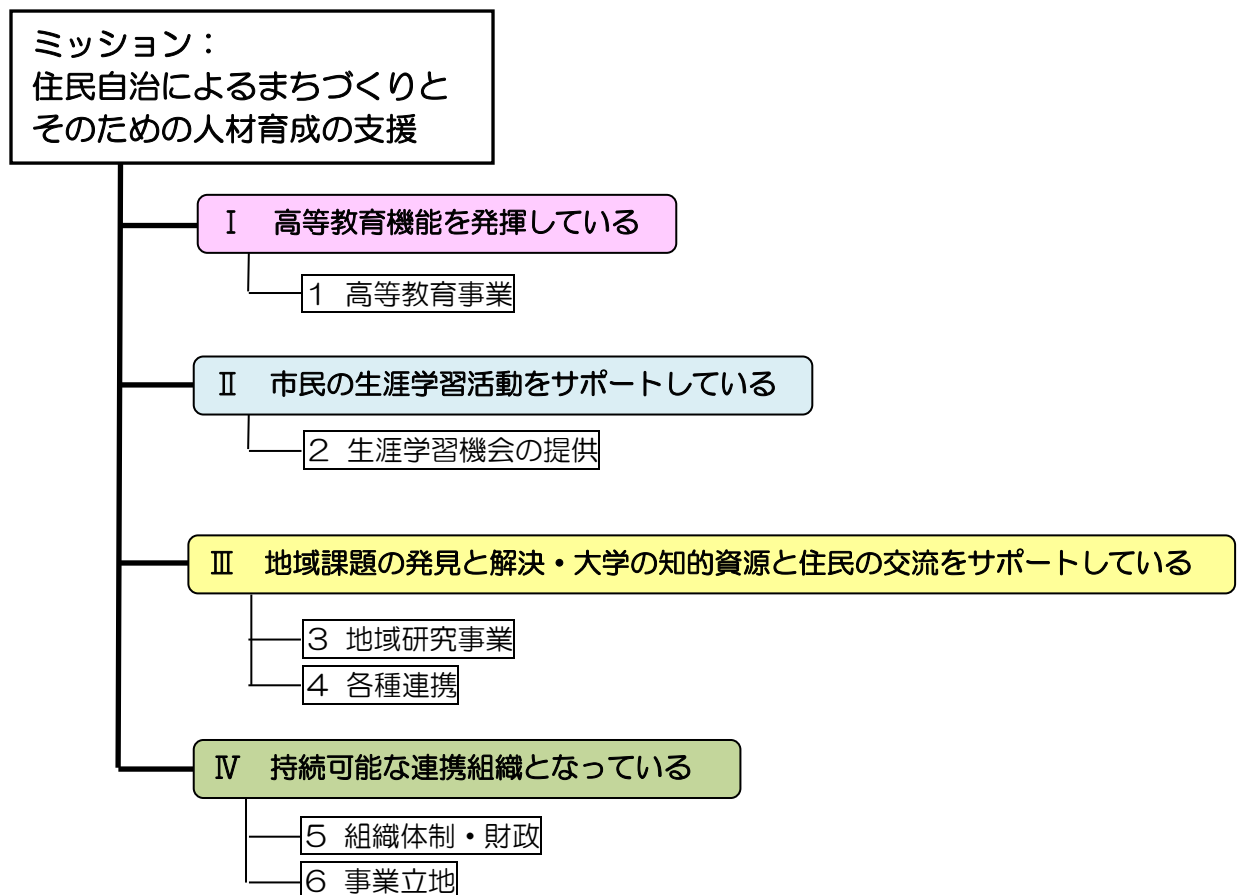 ミッション：
住民自治によるまちづくりと
そのための人材育成の支援
Ⅰ　高等教育機能を発揮している
１　高等教育事業
Ⅱ　市民の生涯学習活動をサポートしている
２　生涯学習機会の提供
Ⅲ　地域課題の発見と解決・大学の知的資源と住民の交流をサポートしている
３　地域研究事業
４　各種連携
Ⅳ　持続可能な連携組織となっている
５　組織体制・財政
６　事業立地